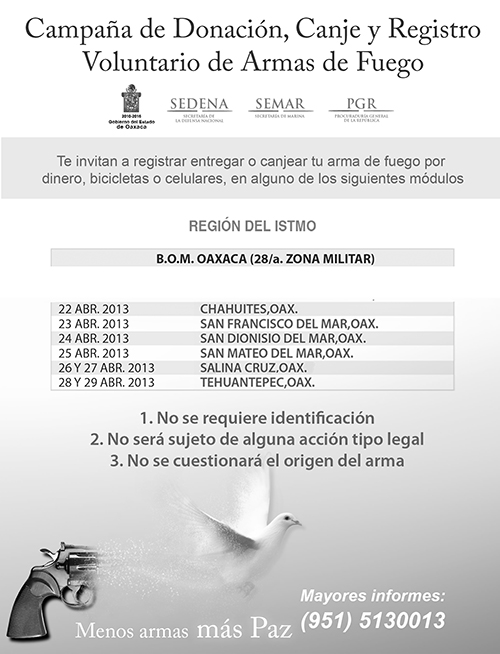 Campaña de Donación, Canje y Registro
Voluntario de Armas de Fuego
2010-2016
Gobierno del Estado
de Oaxaca
SEDENA
SECRETARÍA DE
LA DEFENSA NACIONAL
SEMAR
SECRETARÍA DE MARINA
PGR
PROCURADURÍA GENERAL
DE LA REPÚBLICA
Te invitan a registrar entregar o canjear tu arma de fuego por
dinero, bicicletas o celulares, en alguno de los siguientes módulos
REGIÓN DEL ISTMO
B.O.M. OAXACA (28/a. ZONA MILITAR)
22 ABR. 2013 CHAHUITES,OAX.
23 ABR. 2013 SAN FRANCISCO DEL MAR,OAX.
24 ABR. 2013 SAN DIONISIO DEL MAR,OAX.
25 ABR. 2013 SAN MATEO DEL MAR,OAX.
26 Y 27 ABR. 2013 SALINA CRUZ,OAX.
28 Y 29 ABR. 2013 TEHUANTEPEC,OAX.
1. No se requiere identificación
2. No será sujeto de alguna acción tipo legal
3. No se cuestionará el origen del arma
Mayores informes:
(951) 5130013
Menos armas más Paz